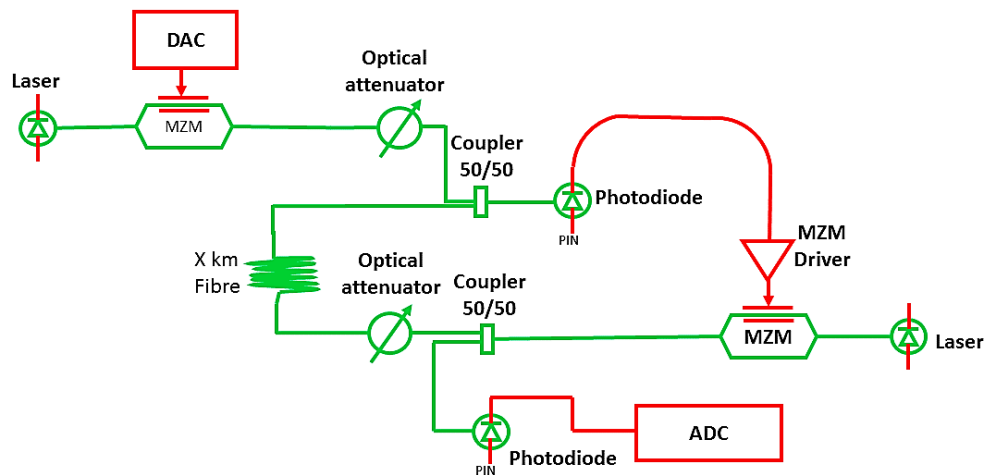 DAC
Laser
MZM
Optical
attenuator
Coupler
50/50
Photodiode
PIN
MZM
Driver
X km
Fibre
Optical
attenuator
Coupler
50/50
MZM
Laser
Photodiode
PIN
ADC